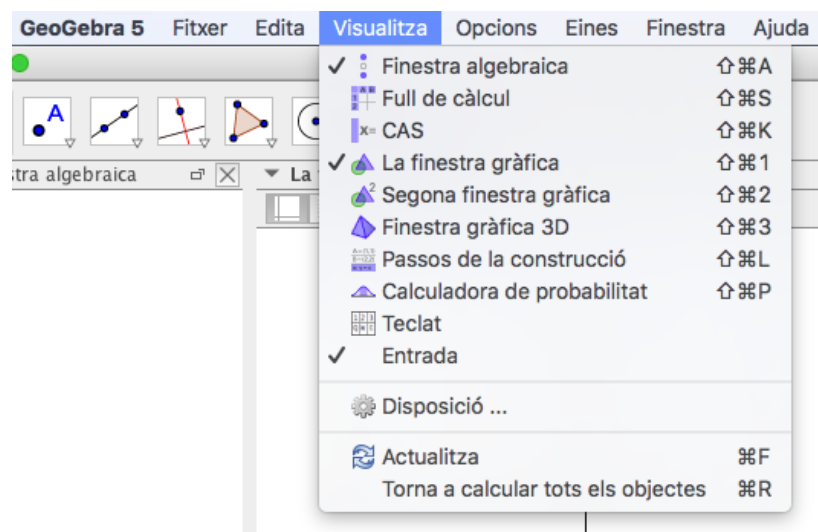 GeoGebra 5 Fitxer Edita Visualitza Opcions Eines Finestra Ajuda
A
stra algebraica
La
✓ Finestra algebraica ⇧⌘A
Full de càlcul ⇧⌘S
x= CAS ⇧⌘K
✓ La finestra gràfica ⇧⌘1
2 Segona finestra gràfica ⇧⌘2
Finestra gràfica 3D ⇧⌘3
Passos de la construcció ⇧⌘L
Calculadora de probabilitat ⇧⌘P
Teclat
✓ Entrada
Disposició ...
Actualitza ⌘F
Torna a calcular tots els objectes ⌘R